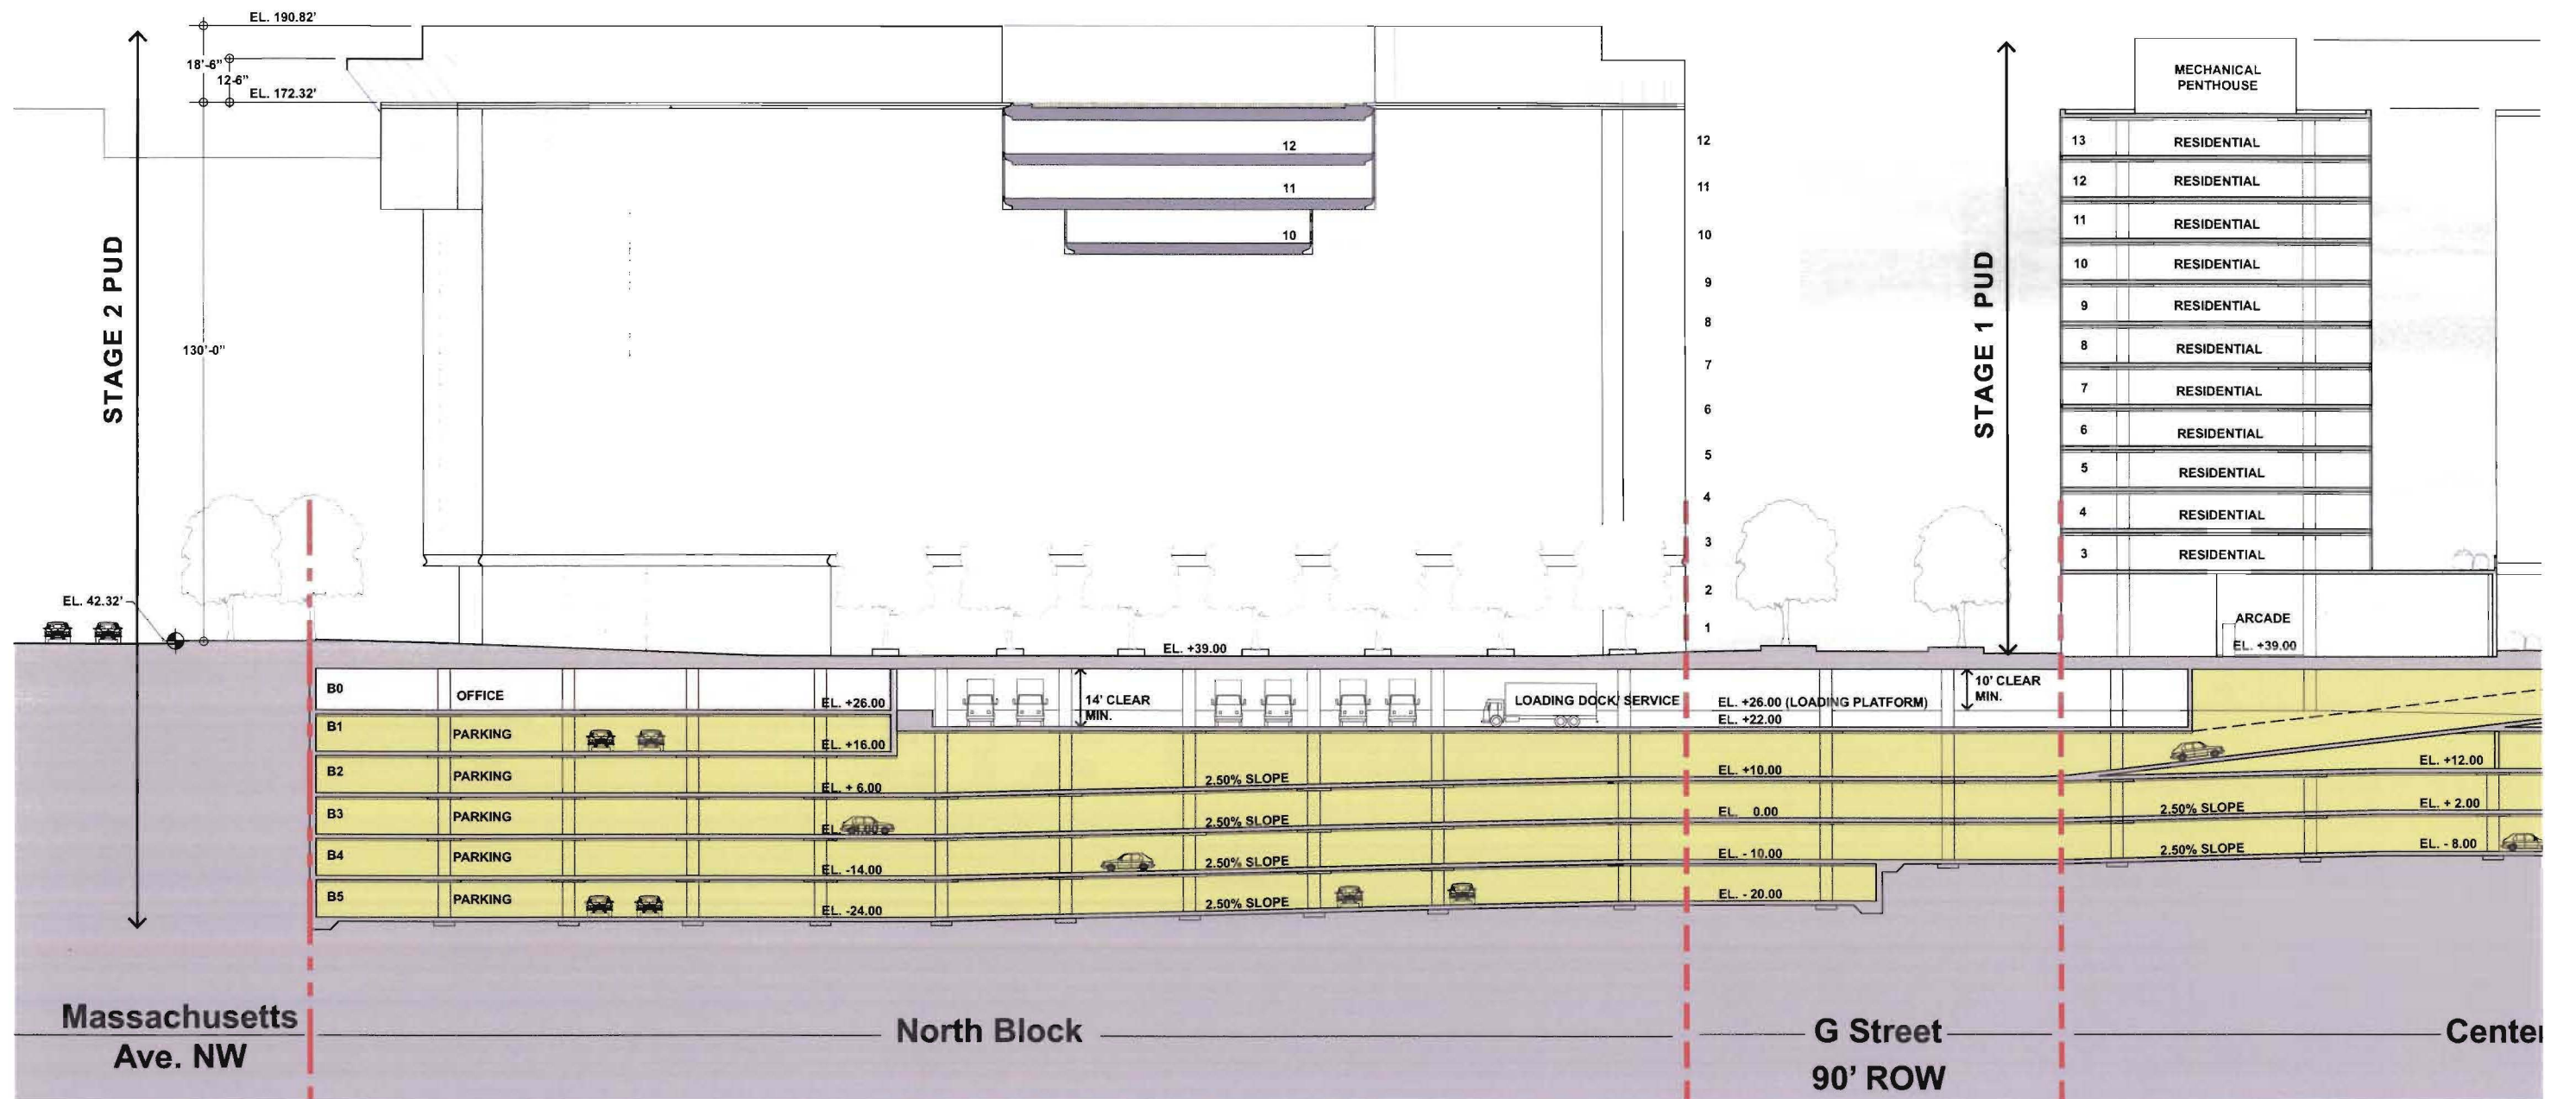 EL. 190.82'
18'-6"
12-6"
EL. 172.32'
130'-0"
STAGE 2 PUD
EL. 42.32'
12
11
10
12
11
10
9
8
7
6
5
4
3
2
1
STAGE 1 PUD
MECHANICAL
PENTHOUSE
13 RESIDENTIAL
12 RESIDENTIAL
11 RESIDENTIAL
10 RESIDENTIAL
9 RESIDENTIAL
8 RESIDENTIAL
7 RESIDENTIAL
6 RESIDENTIAL
5 RESIDENTIAL
4 RESIDENTIAL
3 RESIDENTIAL
ARCADE
EL. +39.00
EL. +39.00
B0 OFFICE EL. +26.00
14' CLEAR
MIN.
LOADING DOCK/ SERVICE
EL. +26.00 (LOADING PLATFORM)
EL. +22.00
10' CLEAR
MIN.
B1 PARKING EL. +16.00
B2 PARKING EL. + 6.00 2.50% SLOPE EL. +10.00 EL. +12.00
B3 PARKING EL. 2.50% SLOPE EL. 0.00 2.50% SLOPE EL. + 2.00
B4 PARKING EL. -14.00 2.50% SLOPE EL. - 10.00 2.50% SLOPE EL. - 8.00
B5 PARKING EL. -24.00 2.50% SLOPE EL. - 20.00
Massachusetts
Ave. NW
North Block
G Street
90' ROW
Center